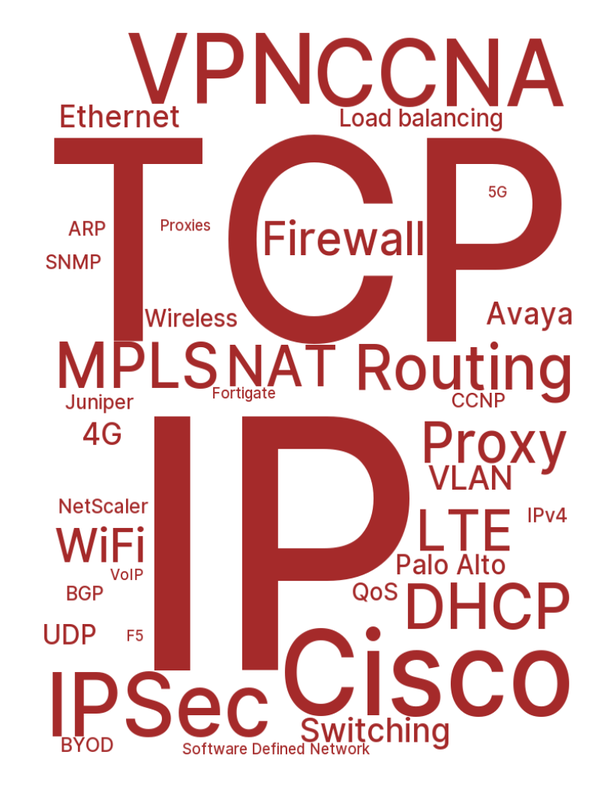 VPN CCNA
Ethernet
Load balancing
TCP
5G
ARP
Proxies
Firewall
SNMP
Wireless
Avaya
MPLS NAT Routing
Juniper
Fortigate
CCNP
4G
IP
Proxy
VLAN
NetScaler
LTE
IPv4
WiFi
Palo Alto
VoIP
BGP
QoS
DHCP
UDP
F5
Cisco
IPSec
Switching
BYOD
Software Defined Network